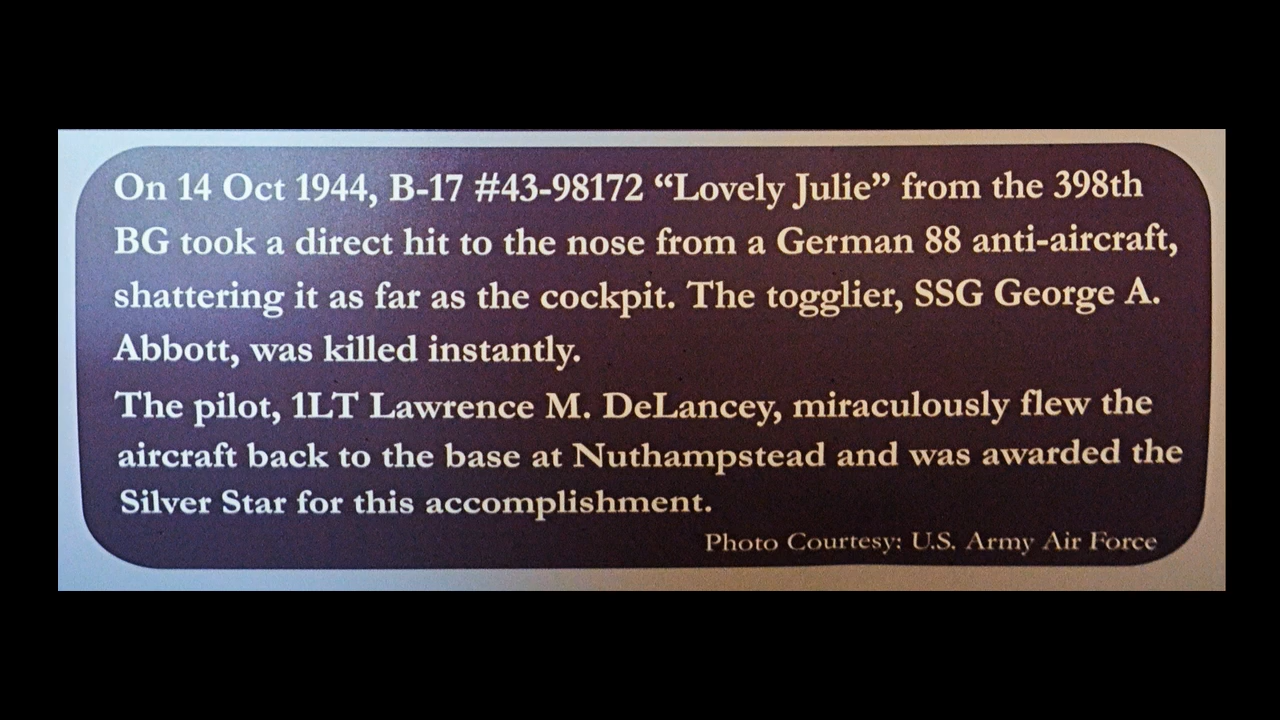 On 14 Oct 1944, B-17 #43-98172 “Lovely Julie” from the 398th
BG took a direct hit to the nose from a German 88 anti-aircraft,
shattering it as far as the cockpit. The togglier, SSG George A.
Abbott, was killed instantly.
The pilot, 1LT Lawrence M. DeLancey, miraculously flew the
aircraft back to the base at Nuthampstead and was awarded the
Silver Star for this accomplishment.
Photo Courtesy: U.S. Army Air Force